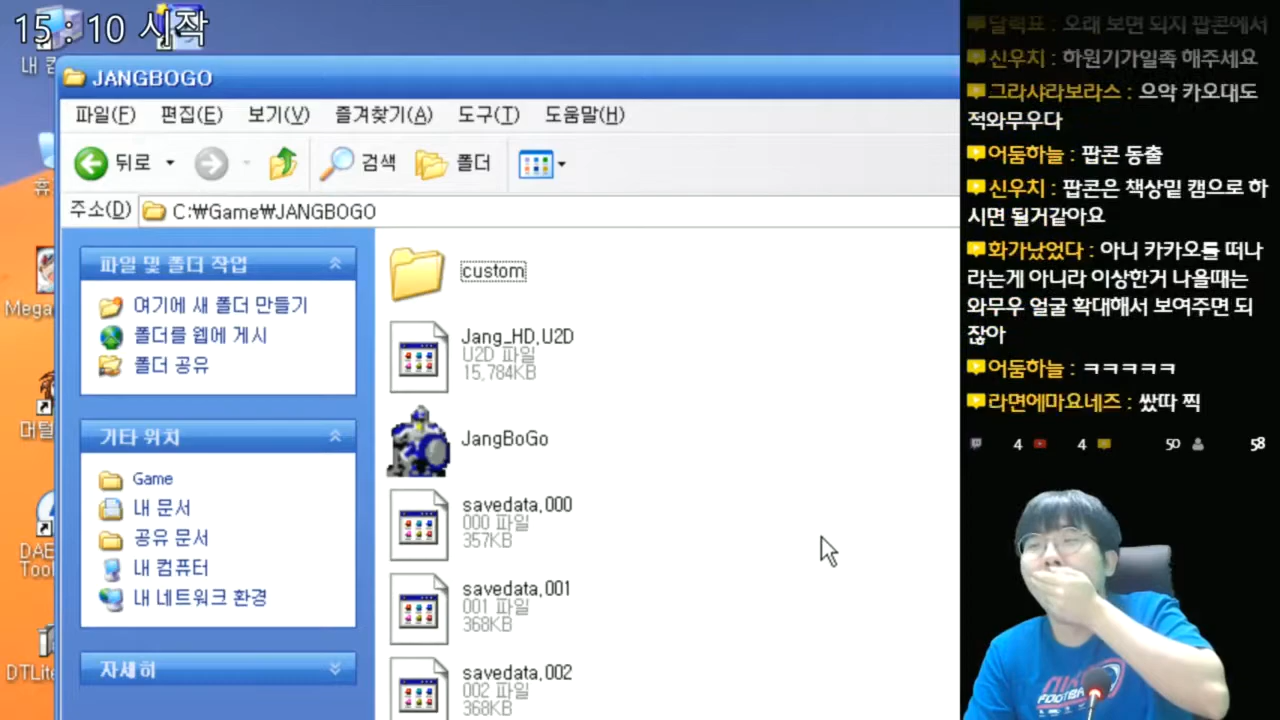 15 : 10 시작
내 컴
휴
Mega
머털
DAE
Tool
DTLite
JANGBOGO
파일(F) 편집(E) 보기(V) 즐겨찾기(A) 도구(T) 도움말(H)
뒤로 검색 폴더
주소(D) C:₩Game₩JANGBOGO
파일 및 폴더 작업
여기에 새 폴더 만들기
폴더를 웹에 게시
폴더 공유
기타 위치
Game
내 문서
공유 문서
내 컴퓨터
내 네트워크 환경
자세히
custom
Jang_HD.U2D
U2D 파일
15,784KB
JangBoGo
savedata.000
000 파일
357KB
savedata.001
001 파일
368KB
savedata.002
002 파일
368KB
달력표 : 오래 보면 되지 팝콘에서
신우치 : 하원기가일족 해주세요
그라샤라보라스 : 으악 카오대도
적와무우다
어둠하늘 : 팝콘 동출
신우치 : 팝콘은 책상밑 캠으로 하
시면 될거같아요
화가났었다 : 아니 카카오를 떠나
라는게 아니라 이상한거 나올때는
와무우 얼굴 확대해서 보여주면 되
잖아
어둠하늘 : ㅋㅋㅋㅋㅋ
라면에마요네즈 : 쌌따 찍
4 4 50 58
FOOTBALL